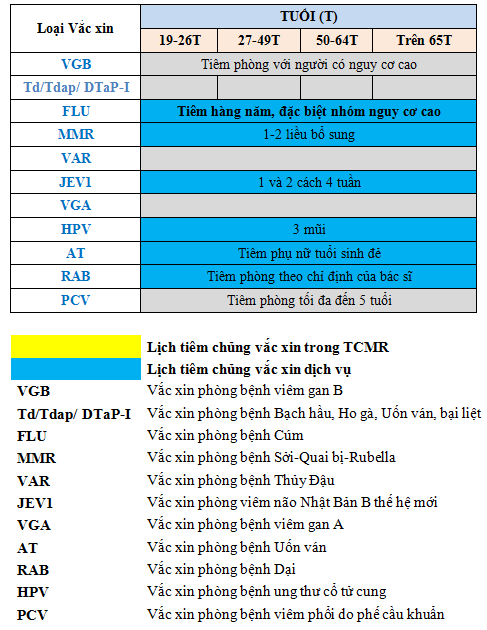 Loại Vắc xin
TUỔI (T)
19-26T 27-49T 50-64T Trên 65T
VGB Tiêm phòng với người có nguy cơ cao
Td/Tdap/ DTaP-I
FLU Tiêm hàng năm, đặc biệt nhóm nguy cơ cao
MMR 1-2 liều bổ sung
VAR
JEV1 1 và 2 cách 4 tuần
VGA
HPV 3 mũi
AT Tiêm phụ nữ tuổi sinh đẻ
RAB Tiêm phòng theo chỉ định của bác sĩ
PCV Tiêm phòng tối đa đến 5 tuổi
Lịch tiêm chủng vắc xin trong TCMR
Lịch tiêm chủng vắc xin dịch vụ
VGB Vắc xin phòng bệnh viêm gan B
Td/Tdap/ DTaP-I Vắc xin phòng bệnh Bạch hầu, Ho gà, Uốn ván, bại liệt
FLU Vắc xin phòng bệnh Cúm
MMR Vắc xin phòng bệnh Sởi-Quai bị-Rubella
VAR Vắc xin phòng bệnh Thủy Đậu
JEV1 Vắc xin phòng viêm não Nhật Bản B thế hệ mới
VGA Vắc xin phòng bệnh viêm gan A
AT Vắc xin phòng bệnh Uốn ván
RAB Vắc xin phòng bệnh Dại
HPV Vắc xin phòng bệnh ung thư cổ tử cung
PCV Vắc xin phòng bệnh viêm phổi do phế cầu khuẩn